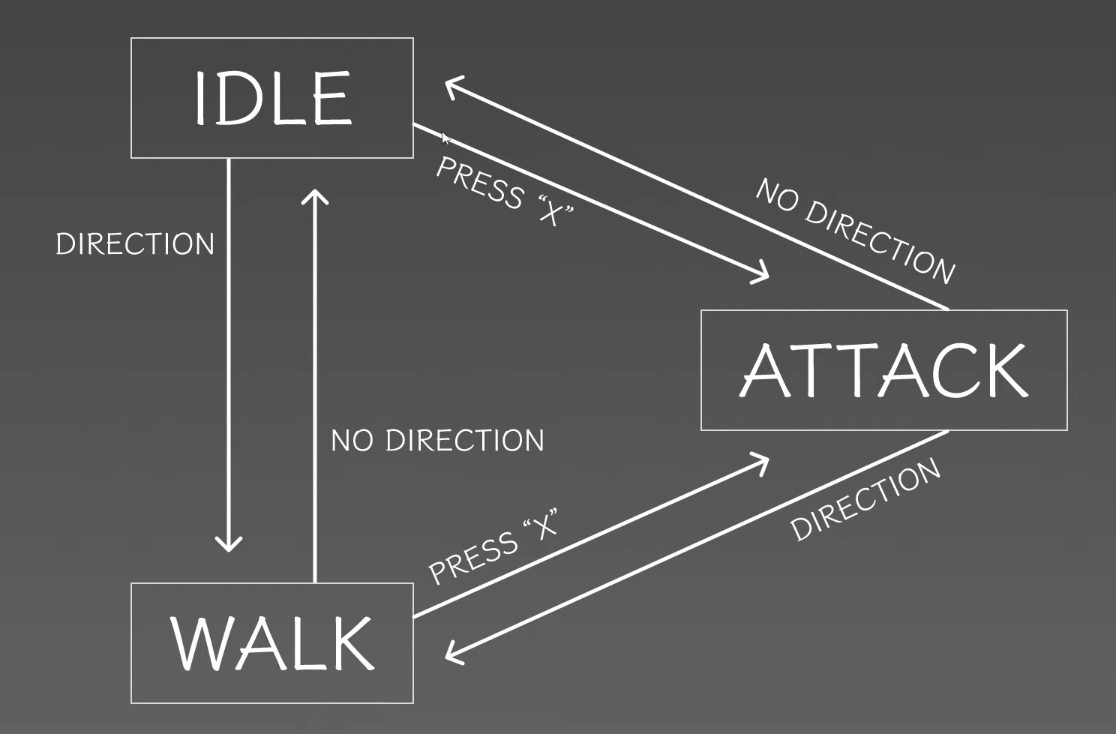 IDLE
PRESS “X”
NO DIRECTION
DIRECTION
ATTACK
NO DIRECTION
PRESS “X”
DIRECTION
WALK